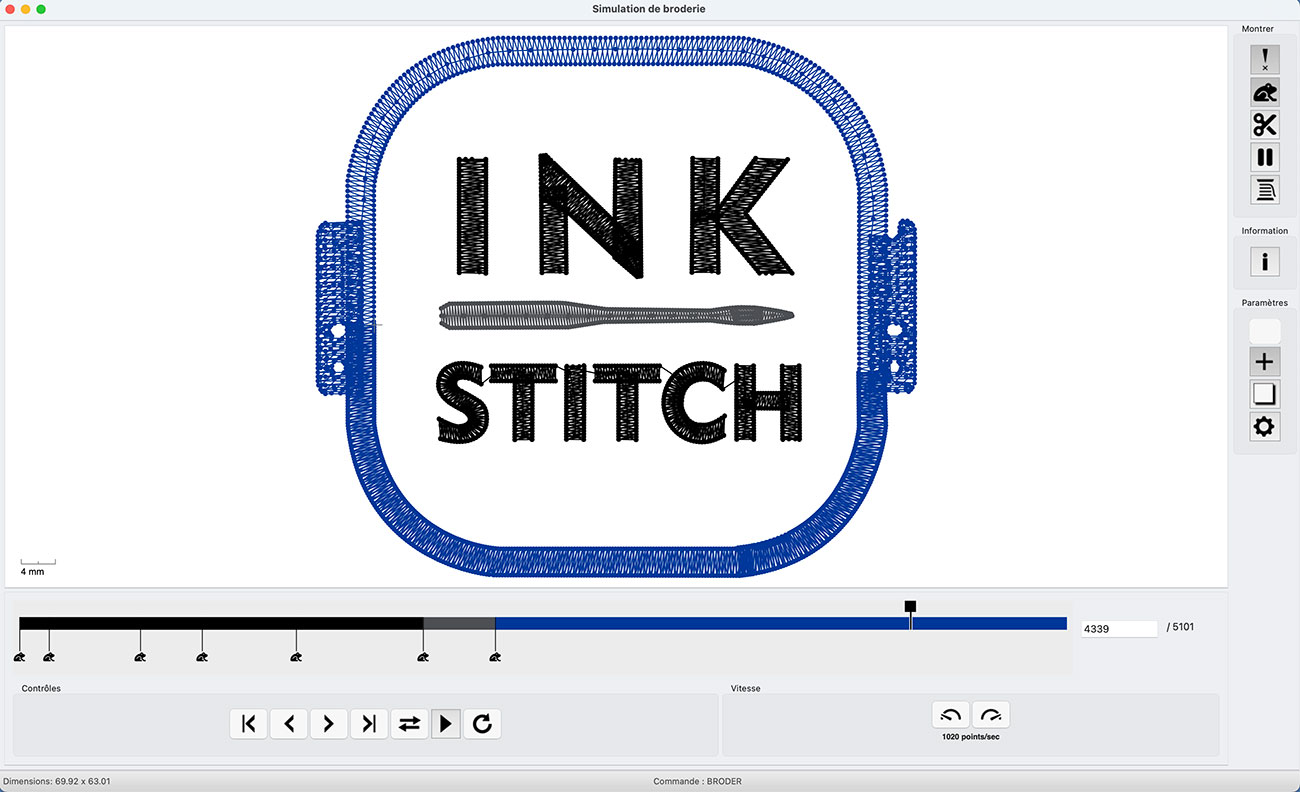 Simulation de broderie
Montrer
INK
STITCH
Information
Paramètres
4 mm
4339 / 5101
Contrôles
Vitesse
1020 points/sec
Dimensions: 69.92 x 63.01
Commande : BRODER